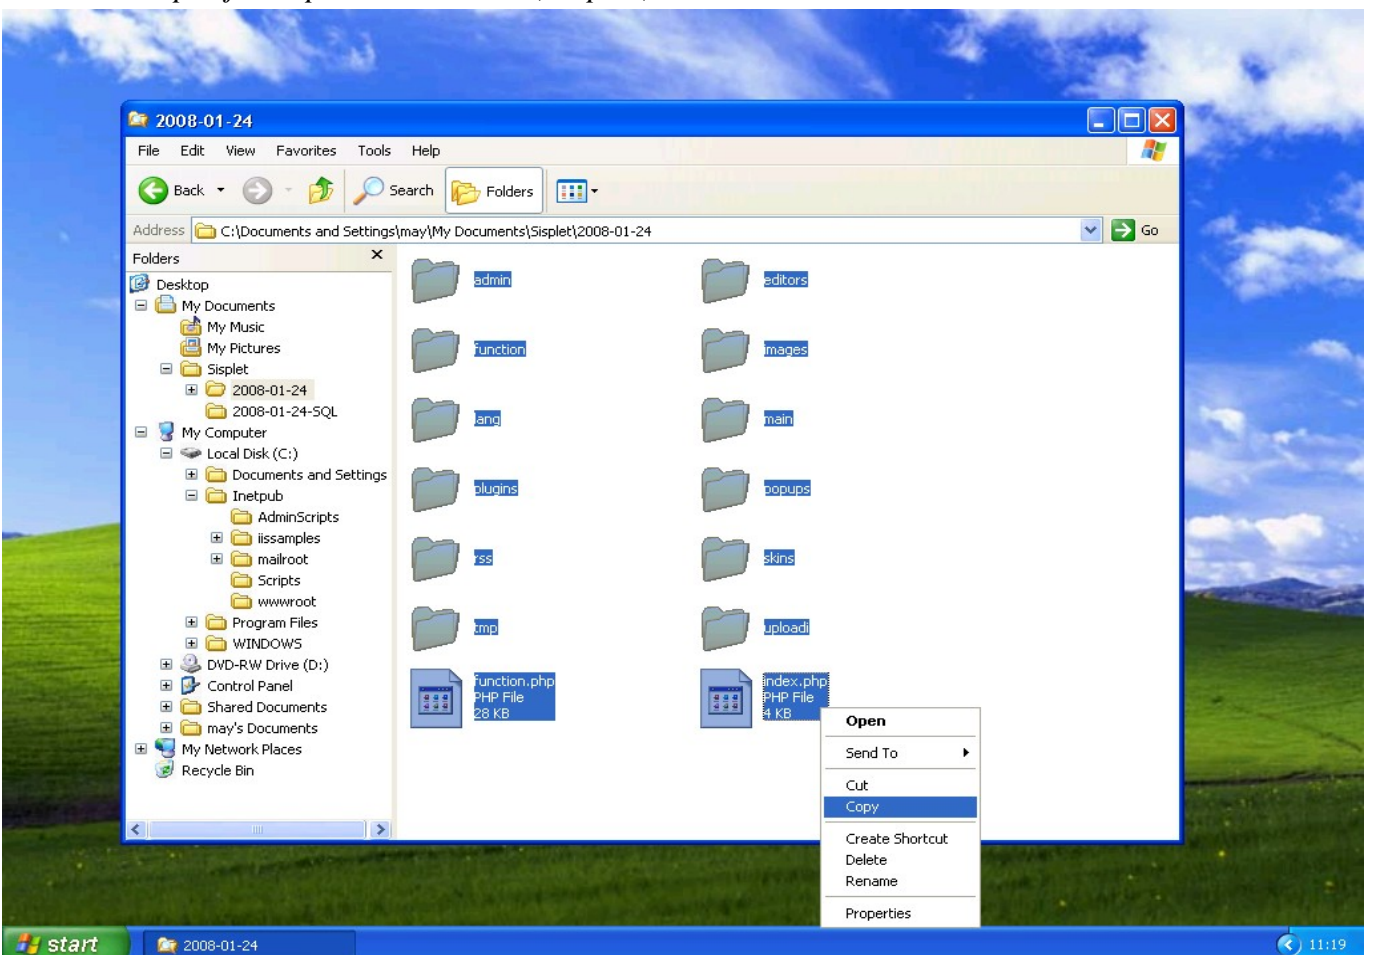 2008-01-24
File Edit View Favorites Tools Help
Back Search Folders
Address C:\Documents and Settings\may\My Documents\Sisplet\2008-01-24 Go
Folders
Desktop
My Documents
My Music
My Pictures
Sisplet
2008-01-24
2008-01-24-SQL
My Computer
Local Disk (C:)
Documents and Settings
Inetpub
AdminScripts
iissamples
mailroot
Scripts
wwwroot
Program Files
WINDOWS
DVD-RW Drive (D:)
Control Panel
Shared Documents
may's Documents
My Network Places
Recycle Bin
admin
editors
function
images
lang
main
plugins
popups
rss
skins
tmp
uploadi
function.php
PHP File
28 KB
index.php
PHP File
4 KB
Open
Send To
Cut
Copy
Create Shortcut
Delete
Rename
Properties
start
2008-01-24
11:19